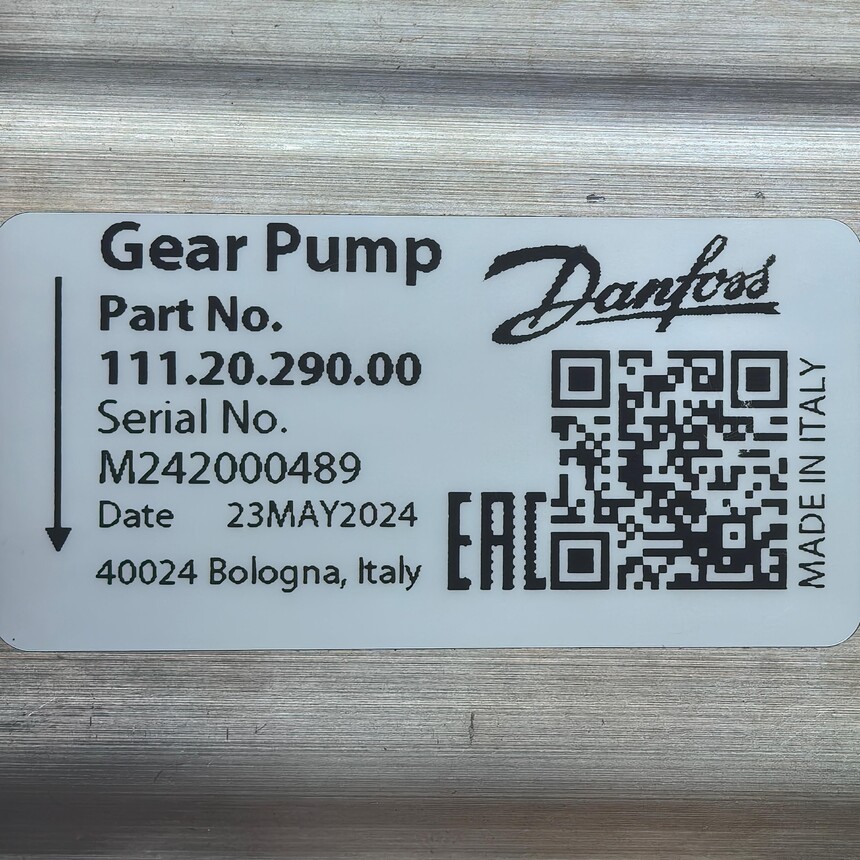 Gear Pump
Danfoss
Part No.
111.20.290.00
Serial No.
M242000489
Date 23MAY2024
40024 Bologna, Italy
EAC
MADE IN ITALY